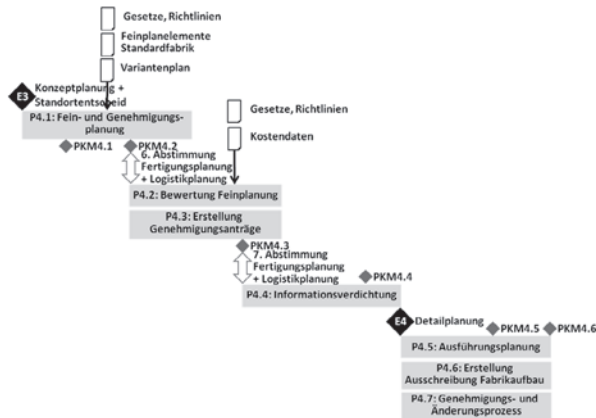 Gesetze, Richtlinien
Feinplanelemente
Standardfabrik
Variantenplan
E3
Konzeptplanung +
Standortentscheid
P4.1: Fein- und Genehmigungs-
planung
PKM4.1
PKM4.2
6. Abstimmung
Fertigungsplanung
+ Logistikplanung
Gesetze, Richtlinien
Kostendaten
P4.2: Bewertung Feinplanung
P4.3: Erstellung
Genehmigungsanträge
PKM4.3
7. Abstimmung
Fertigungsplanung
+ Logistikplanung
PKM4.4
P4.4: Informationsverdichtung
E4
Detailplanung
PKM4.5
PKM4.6
P4.5: Ausführungsplanung
P4.6: Erstellung
Ausschreibung Fabrikaufbau
P4.7: Genehmigungs- und
Änderungsprozess